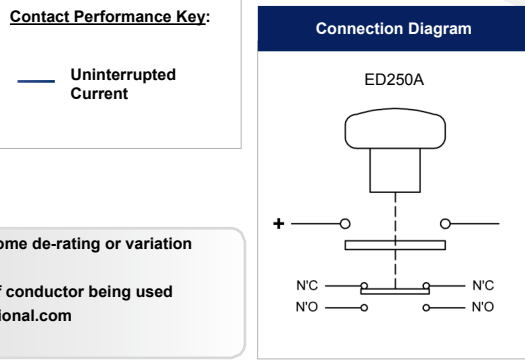 Contact Performance Key:
Uninterrupted
Current
ome de-rating or variation
f conductor being used
ional.com
Connection Diagram
ED250A
+
N'C N'C
N'O N'O